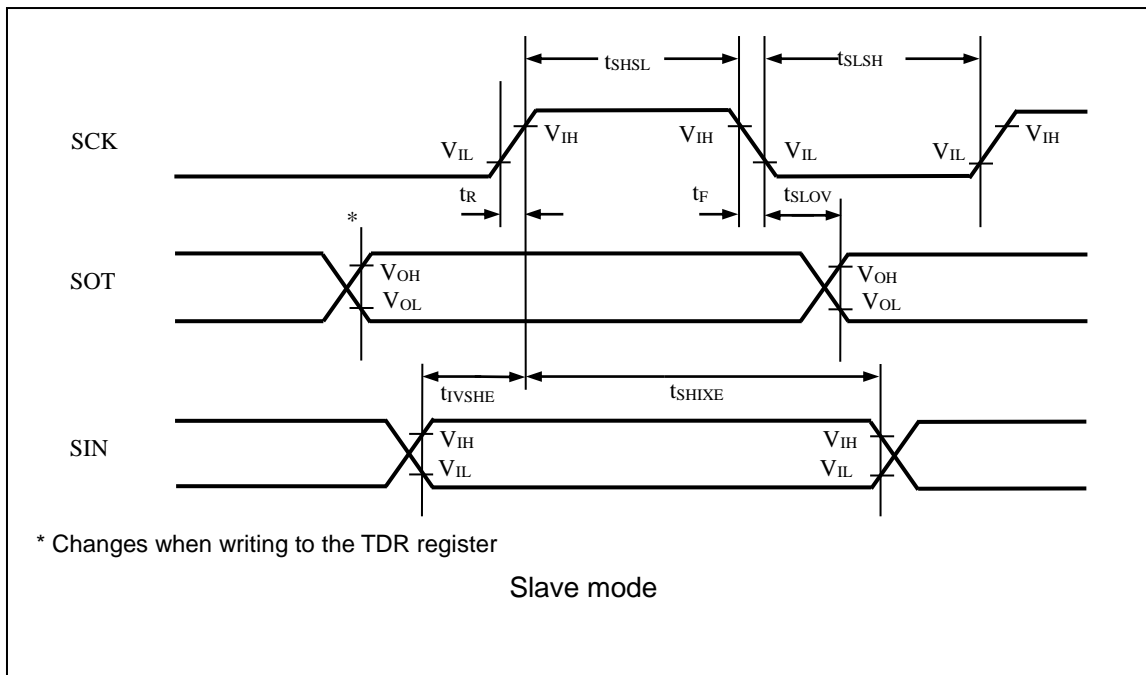 tSHSL
tSLSH
SCK
VIL
VIH
VIH
VIL
VIL
VIH
tR
tF
tSLOV
*
SOT
VOH
VOL
VOH
VOL
tIVSHE
tSHIXE
SIN
VIH
VIL
VIH
VIL
* Changes when writing to the TDR register
Slave mode